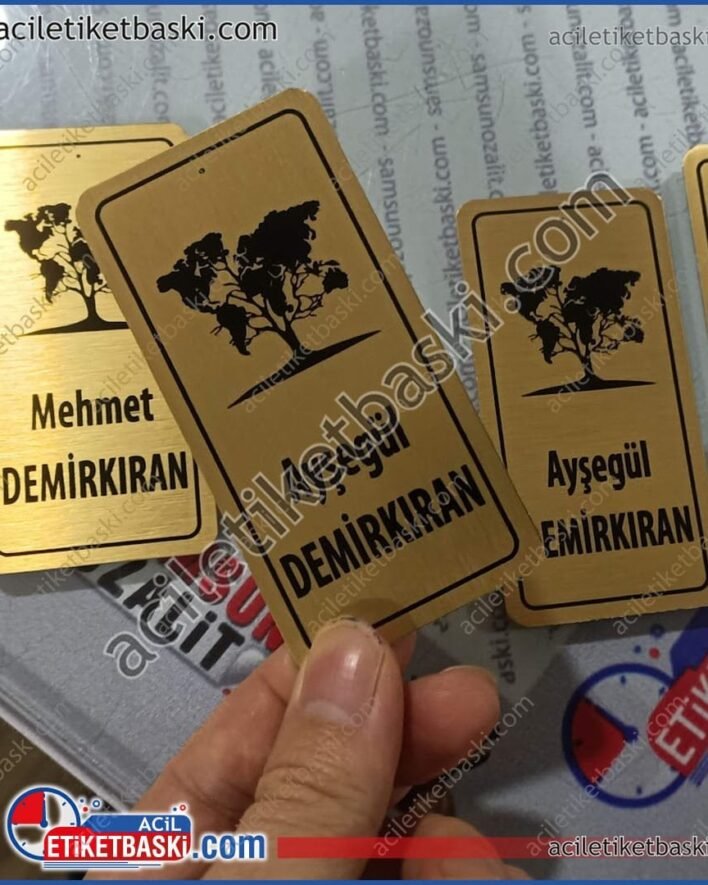 aciletiketbaski.com
aciletiketbaski.com
Mehmet
DEMİRKIRAN
Ayşegül
DEMİRKIRAN
Ayşegül
EMİRKIRAN
aciletiketbaski.com
ACİL
ETİKETBASKI.com
aciletiketbaski